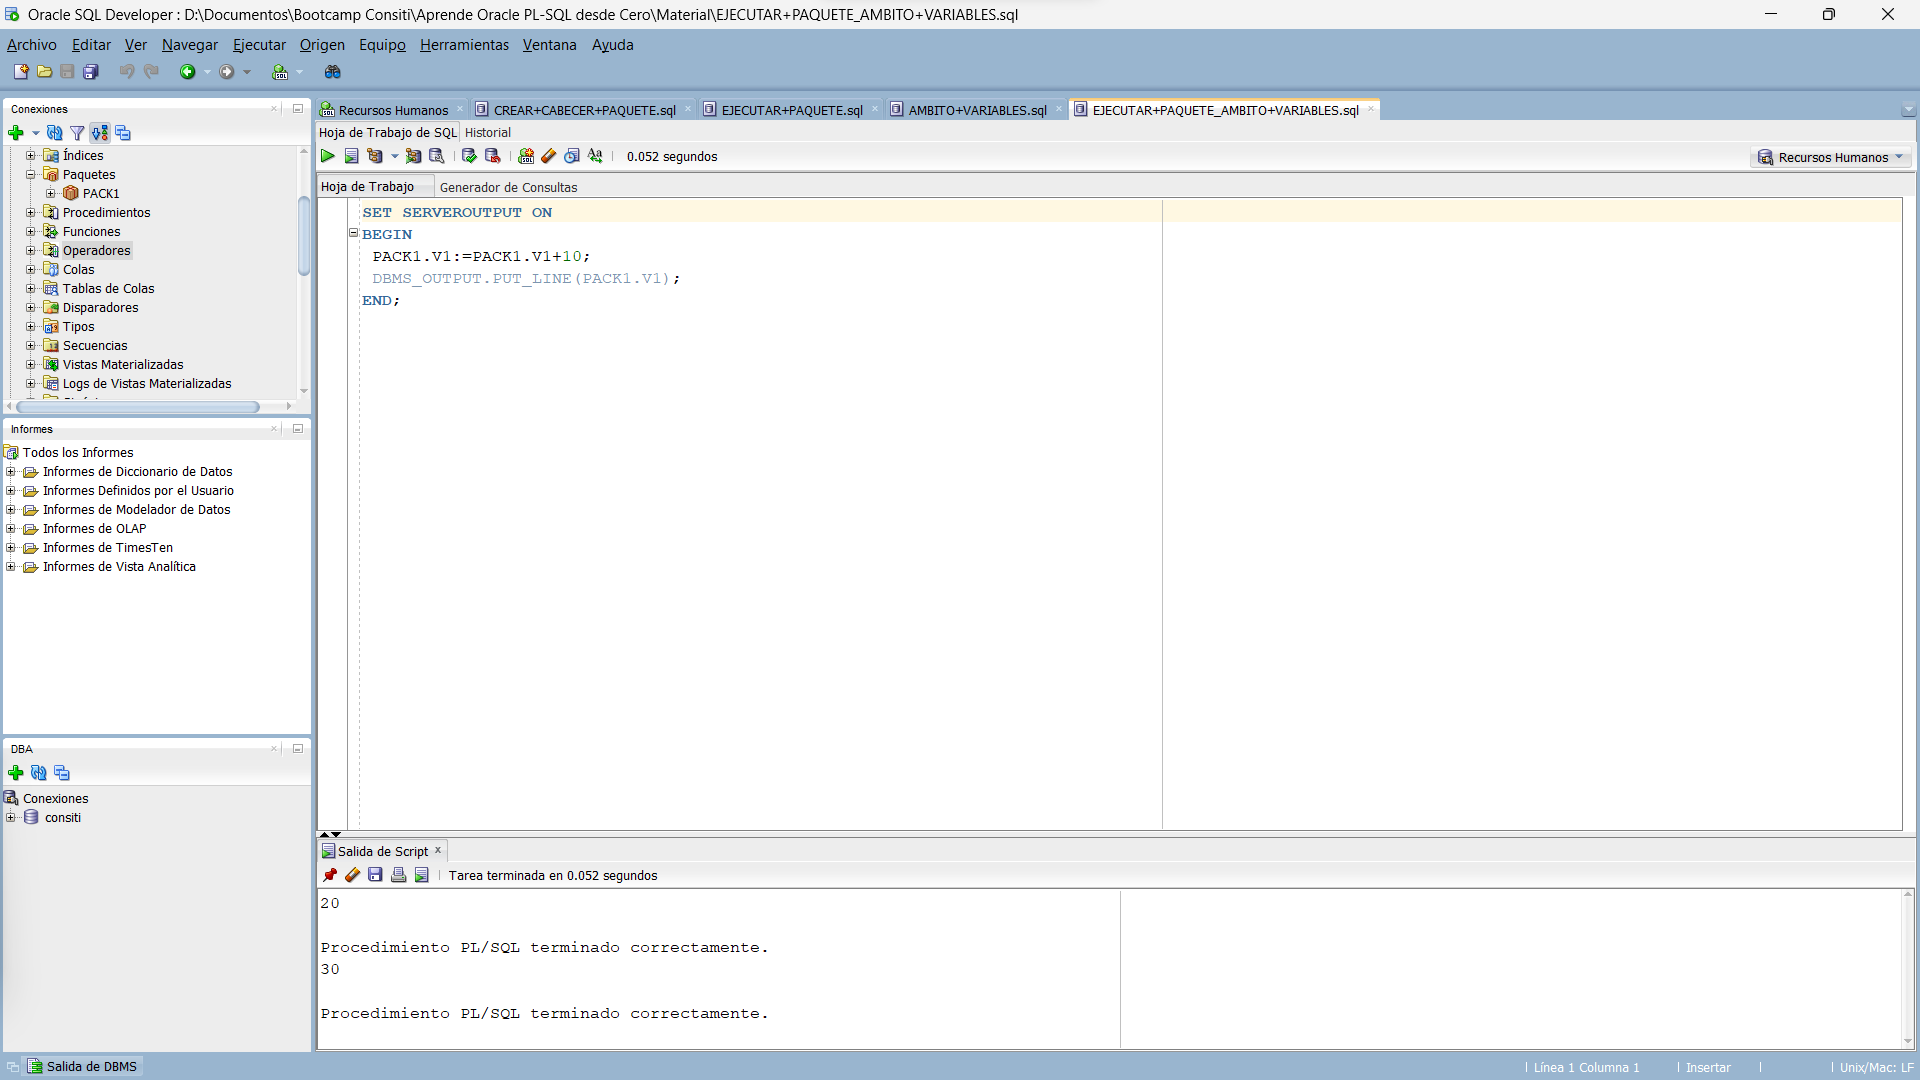 Oracle SQL Developer : D:\Documentos\Bootcamp Consiti\Aprende Oracle PL-SQL desde Cero\Material\EJECUTAR+PAQUETE_AMBITO+VARIABLES.sql
Archivo Editar Ver Navegar Ejecutar Origen Equipo Herramientas Ventana Ayuda
Conexiones
Índices
Paquetes
PACK1
Procedimientos
Funciones
Operadores
Colas
Tablas de Colas
Disparadores
Tipos
Secuencias
Vistas Materializadas
Logs de Vistas Materializadas
Informes
Todos los Informes
Informes de Diccionario de Datos
Informes Definidos por el Usuario
Informes de Modelador de Datos
Informes de OLAP
Informes de TimesTen
Informes de Vista Analítica
DBA
Conexiones
consiti
Recursos Humanos CREAR+CABECER+PAQUETE.sql EJECUTAR+PAQUETE.sql AMBITO+VARIABLES.sql EJECUTAR+PAQUETE_AMBITO+VARIABLES.sql
Hoja de Trabajo de SQL Historial
0.052 segundos Recursos Humanos
Hoja de Trabajo Generador de Consultas
SET SERVEROUTPUT ON
BEGIN
PACK1.V1:=PACK1.V1+10;
DBMS_OUTPUT.PUT_LINE(PACK1.V1);
END;
Salida de Script
Tarea terminada en 0.052 segundos
20
Procedimiento PL/SQL terminado correctamente.
30
Procedimiento PL/SQL terminado correctamente.
Salida de DBMS Línea 1 Columna 1 Insertar Unix/Mac: LF